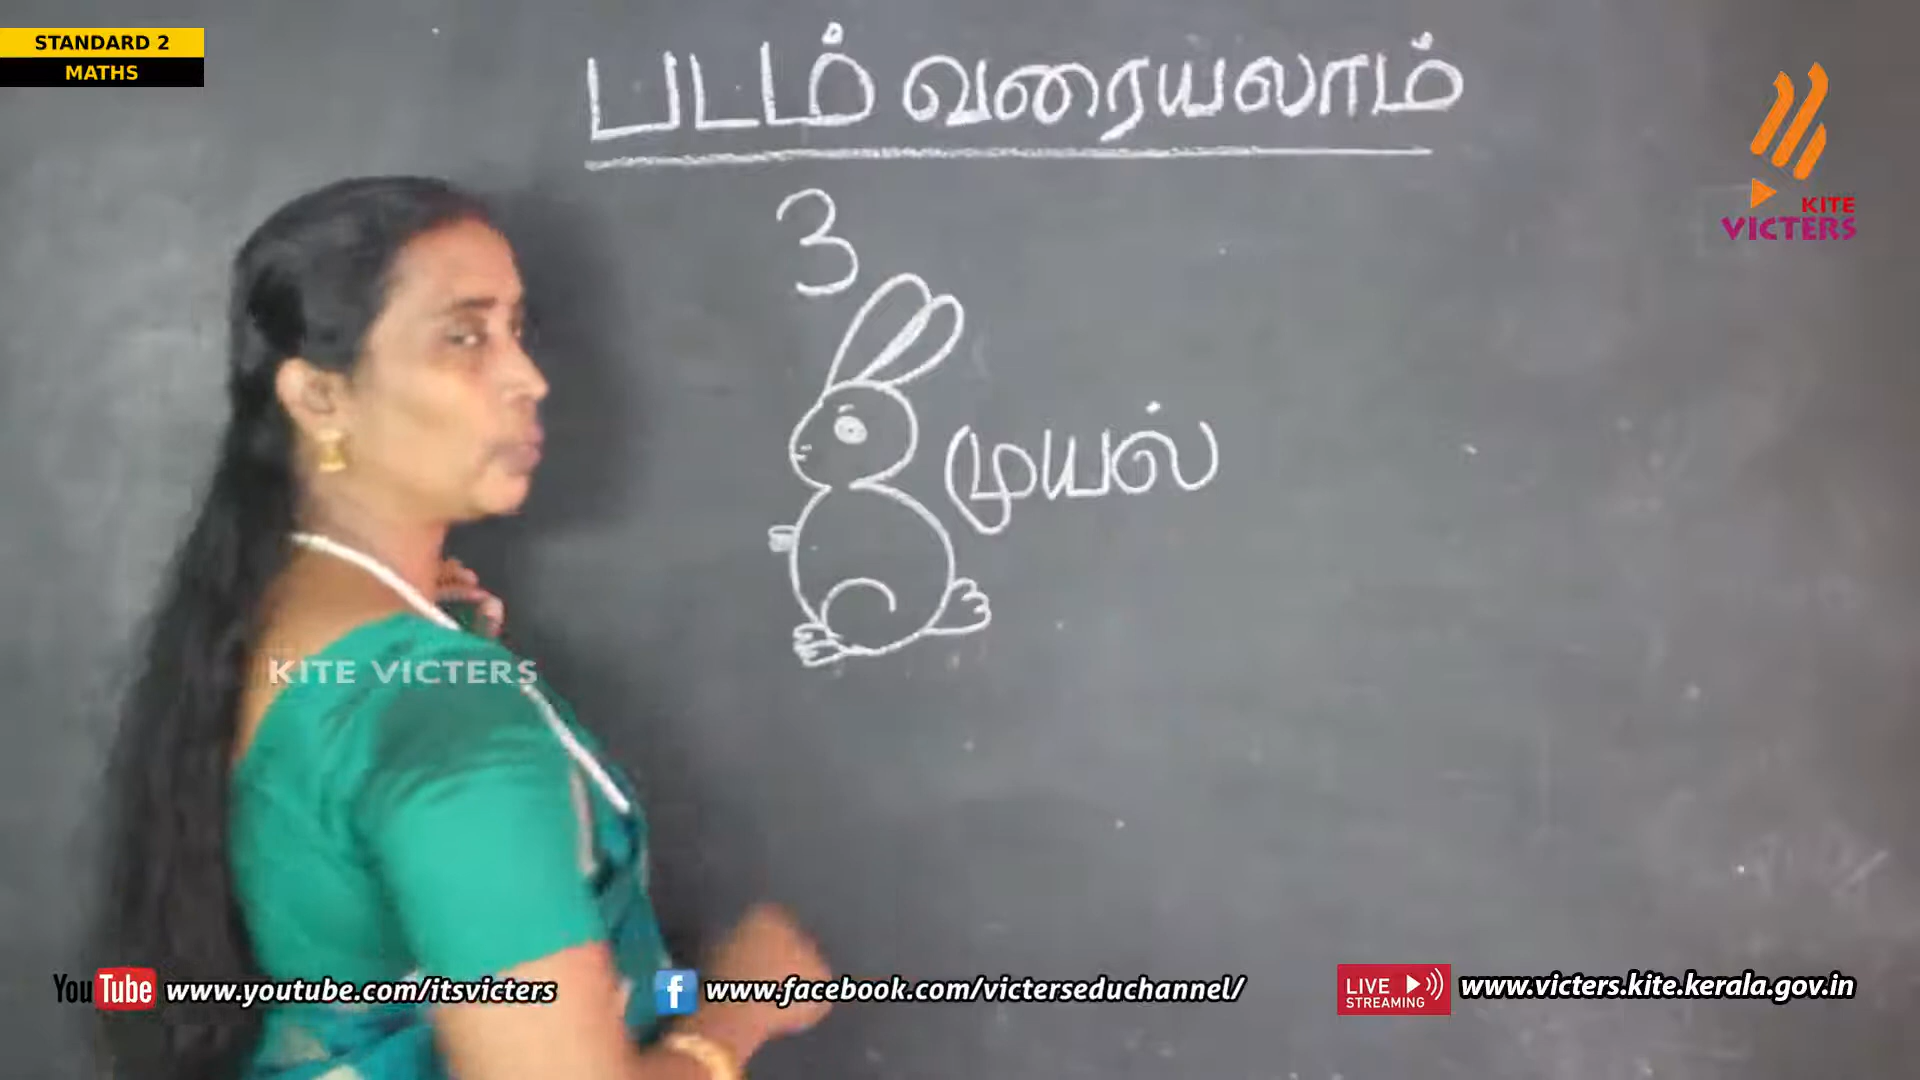 STANDARD 2
MATHS
படம் வரையலாம்
3
முயல்
KITE
VICTERS
KITE VICTERS
YouTube www.youtube.com/itsvicters
f www.facebook.com/victerseduchannel/
LIVE STREAMING www.victers.kite.kerala.gov.in